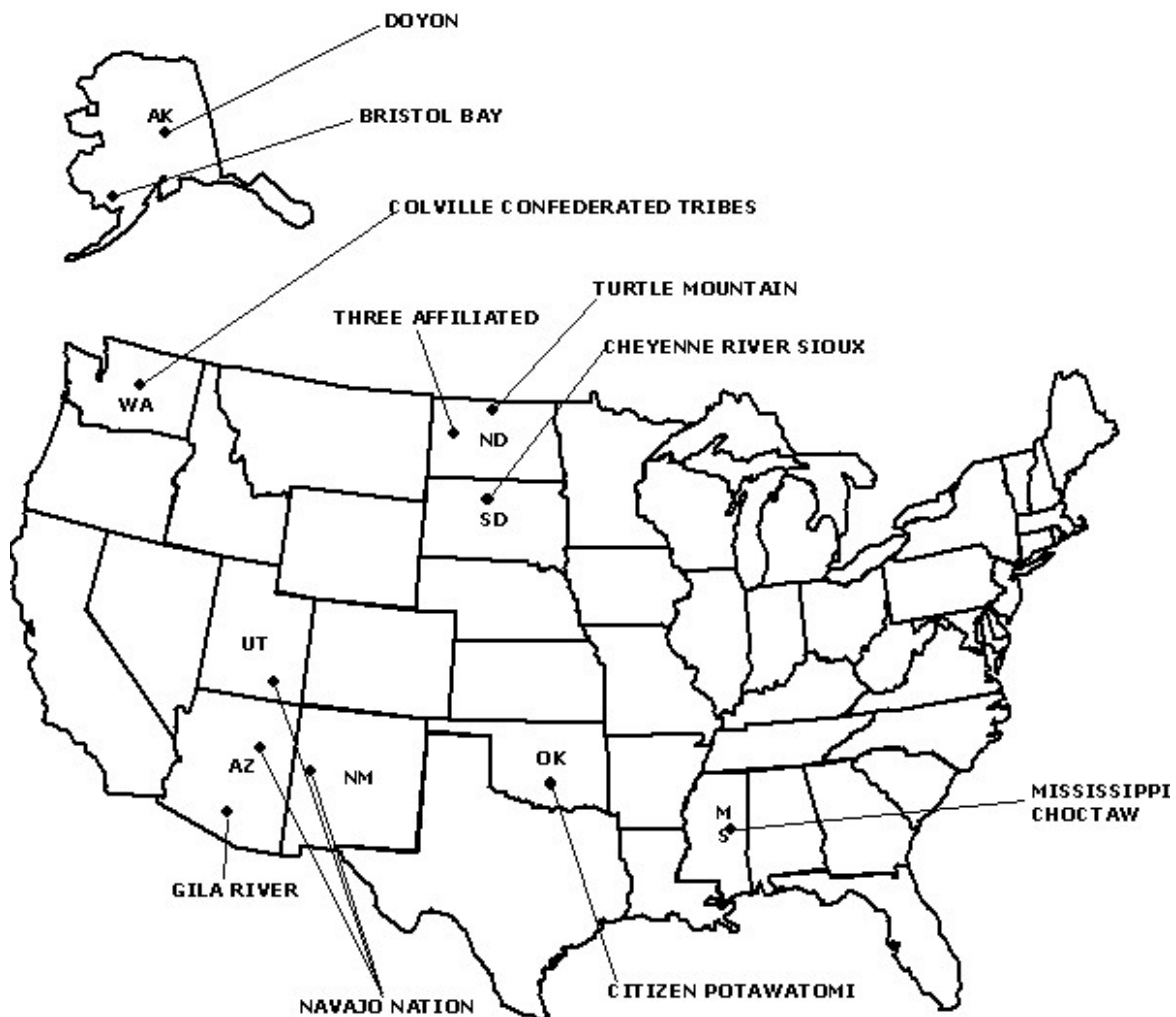 DOYON
AK
BRISTOL BAY
COLVILLE CONFEDERATED TRIBES
TURTLE MOUNTAIN
THREE AFFILIATED
CHEYENNE RIVER SIOUX
WA
ND
SD
UT
AZ
NM
OK
M
S
MISSISSIPPI
CHOCTAW
GILA RIVER
NAVAJO NATION
CITIZEN POTAWATOMI